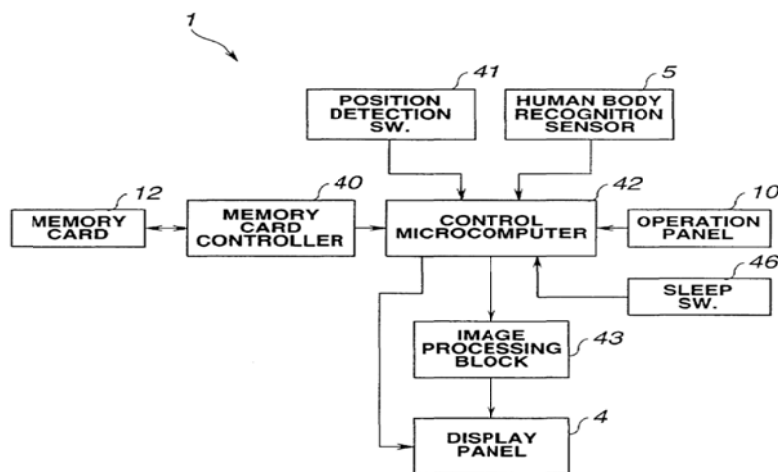 1
41
POSITION
DETECTION
SW.
5
HUMAN BODY
RECOGNITION
SENSOR
12
MEMORY
CARD
40
MEMORY
CARD
CONTROLLER
42
CONTROL
MICROCOMPUTER
10
OPERATION
PANEL
46
SLEEP
SW.
IMAGE
PROCESSING
BLOCK
43
4
DISPLAY
PANEL